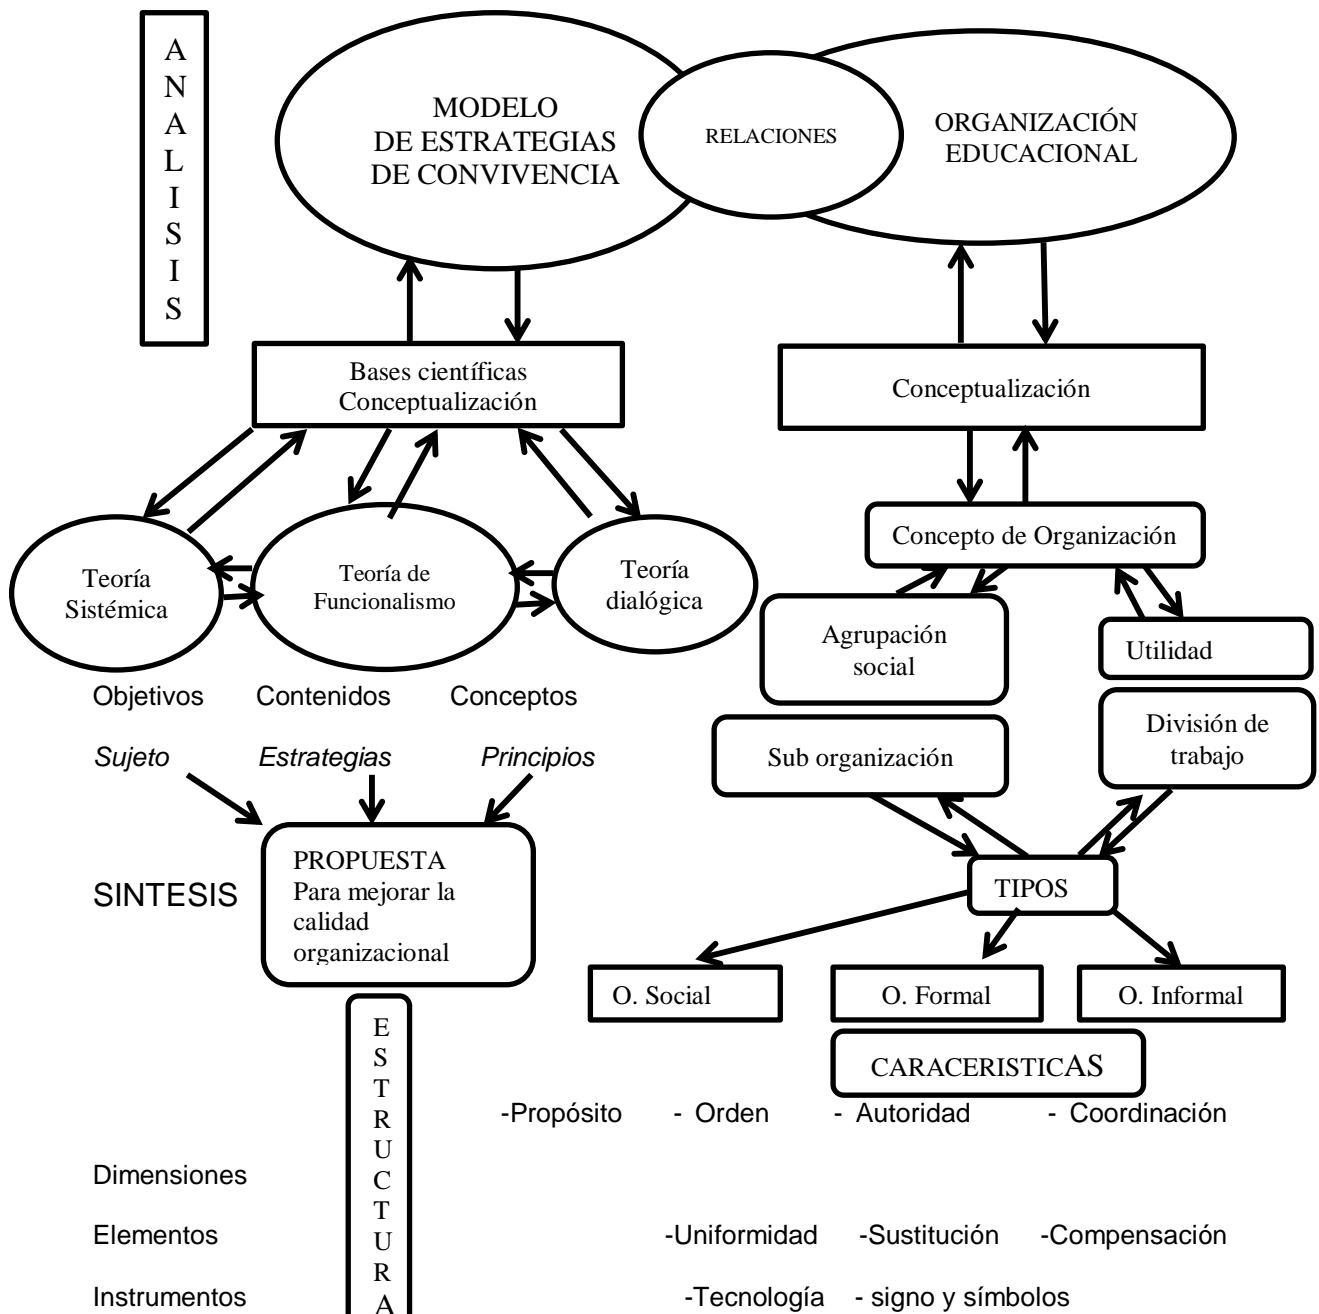 ANALISIS
MODELO
DE ESTRATEGIAS
DE CONVIVENCIA
RELACIONES
ORGANIZACIÓN
EDUCACIONAL
Bases científicas
Conceptualización
Conceptualización
Concepto de Organización
Teoría
Sistémica
Teoría de
Funcionalismo
Teoría
dialógica
Agrupación
social
Utilidad
Objetivos Contenidos Conceptos
Sub organización
División de
trabajo
Sujeto Estrategias Principios
PROPUESTA
Para mejorar la
calidad
organizacional
SINTESIS
TIPOS
O. Social
O. Formal
O. Informal
ESTRUCTURA
CARACERISTICAS
-Propósito - Orden - Autoridad - Coordinación
Dimensiones
Elementos -Uniformidad -Sustitución -Compensación
Instrumentos -Tecnología - signo y símbolos